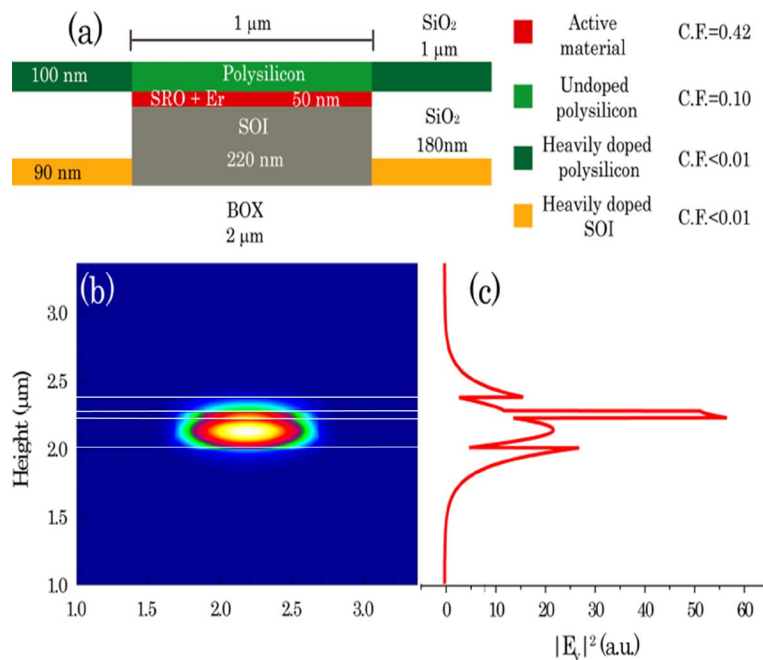 (a)
1 μm
SiO₂
1 μm
100 nm
Polysilicon
SRO + Er 50 nm
SOI
220 nm
SiO₂
180nm
90 nm
BOX
2 μm
Active
material
C.F.=0.42
Undoped
polysilicon
C.F.=0.10
Heavily doped
polysilicon
C.F.<0.01
Heavily doped
SOI
C.F.<0.01
(b)
Height (μm)
3.0
2.5
2.0
1.5
1.0
1.0 1.5 2.0 2.5 3.0
(c)
0 10 20 30 40 50 60
|Eᵧ|² (a.u.)